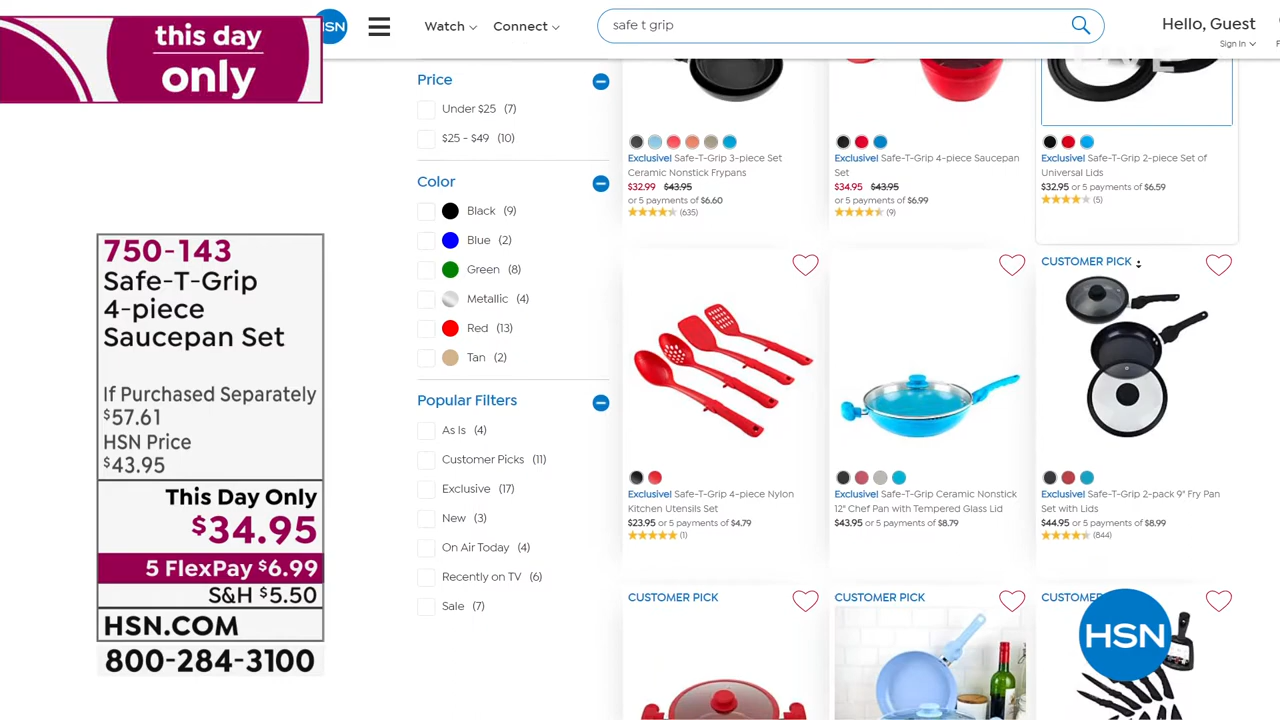 this day
only
HSN
Watch
Connect
safe t grip
Hello, Guest
Sign In
LIVE
750-143
Safe-T-Grip
4-piece
Saucepan Set
If Purchased Separately
$57.61
HSN Price
$43.95
This Day Only
$34.95
5 FlexPay $6.99
S&H $5.50
HSN.COM
800-284-3100
Price
Under $25 (7)
$25 - $49 (10)
Color
Black (9)
Blue (2)
Green (8)
Metallic (4)
Red (13)
Tan (2)
Popular Filters
As Is (4)
Customer Picks (11)
Exclusive (17)
New (3)
On Air Today (4)
Recently on TV (6)
Sale (7)
Exclusive! Safe-T-Grip 3-piece Set
Ceramic Nonstick Frypans
$32.99 $43.95
or 5 payments of $6.60
(635)
Exclusive! Safe-T-Grip 4-piece Saucepan
Set
$34.95 $43.95
or 5 payments of $6.99
(9)
Exclusive! Safe-T-Grip 2-piece Set of
Universal Lids
$32.95 or 5 payments of $6.59
(5)
Exclusive! Safe-T-Grip 4-piece Nylon
Kitchen Utensils Set
$23.95 or 5 payments of $4.79
(1)
Exclusive! Safe-T-Grip Ceramic Nonstick
12" Chef Pan with Tempered Glass Lid
$43.95 or 5 payments of $8.79
CUSTOMER PICK
Exclusive! Safe-T-Grip 2-pack 9" Fry Pan
Set with Lids
$44.95 or 5 payments of $8.99
(844)
CUSTOMER PICK
CUSTOMER PICK
CUSTOME
HSN